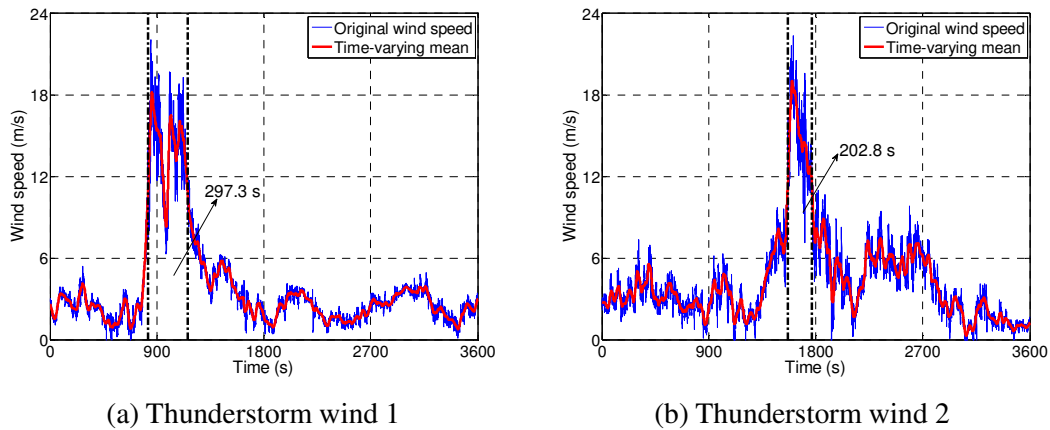 24
18
12
6
0
Wind speed (m/s)
Original wind speed
Time-varying mean
297.3 s
900
1800
2700
3600
Time (s)
(a) Thunderstorm wind 1
24
18
12
6
0
Wind speed (m/s)
Original wind speed
Time-varying mean
202.8 s
0
900
1800
2700
3600
Time (s)
(b) Thunderstorm wind 2